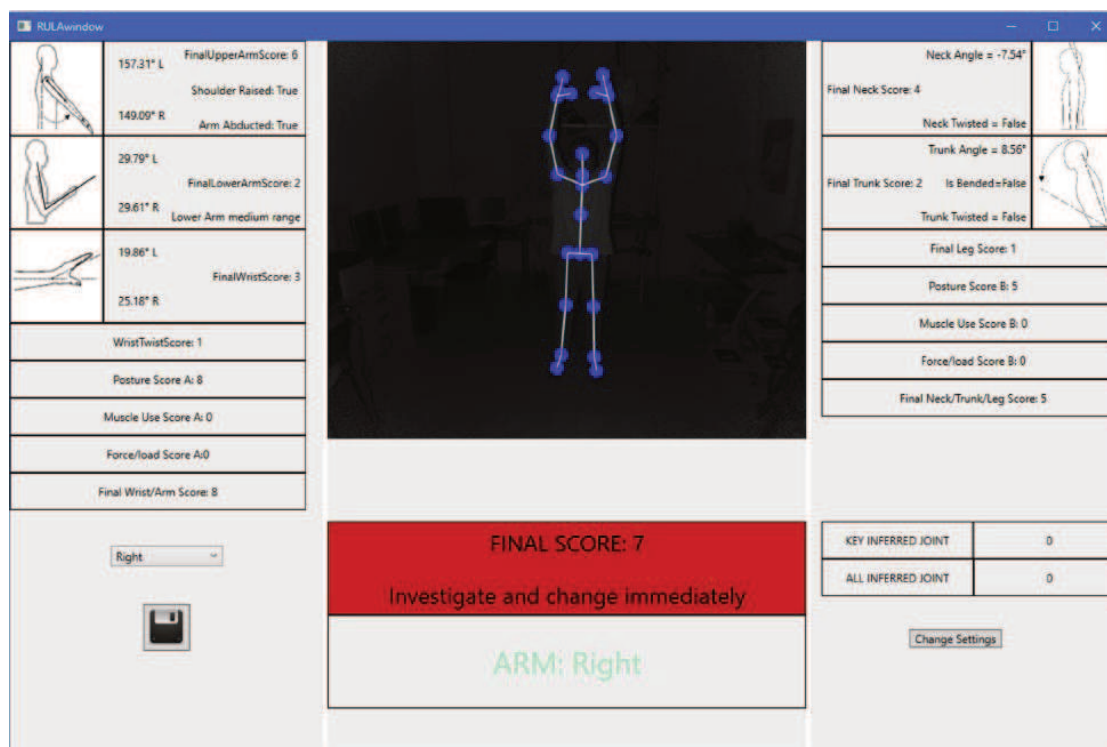 RULAwindow
157.31° L
FinalUpperArmScore: 6
Shoulder Raised: True
149.09° R
Arm Abducted: True
29.79° L
FinalLowerArmScore: 2
29.61° R
Lower Arm medium range
19.86° L
FinalWristScore: 3
25.18° R
WristTwistScore: 1
Posture Score A: 8
Muscle Use Score A: 0
Force/load Score A:0
Final Wrist/Arm Score: 8
Right
FINAL SCORE: 7
Investigate and change immediately
ARM: Right
Neck Angle = -7.54°
Final Neck Score: 4
Neck Twisted = False
Trunk Angle = 8.56°
Final Trunk Score: 2 Is Bended=False
Trunk Twisted = False
Final Leg Score: 1
Posture Score B: 5
Muscle Use Score B: 0
Force/load Score B: 0
Final Neck/Trunk/Leg Score: 5
KEY INFERRED JOINT 0
ALL INFERRED JOINT 0
Change Settings